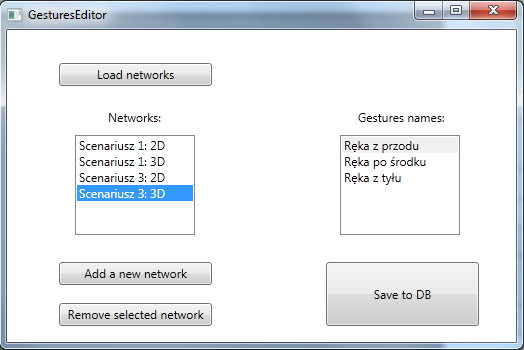 GesturesEditor
Load networks
Networks:
Gestures names:
Scenariusz 1: 2D
Scenariusz 1: 3D
Scenariusz 3: 2D
Scenariusz 3: 3D
Ręka z przodu
Ręka po środku
Ręka z tyłu
Add a new network
Remove selected network
Save to DB